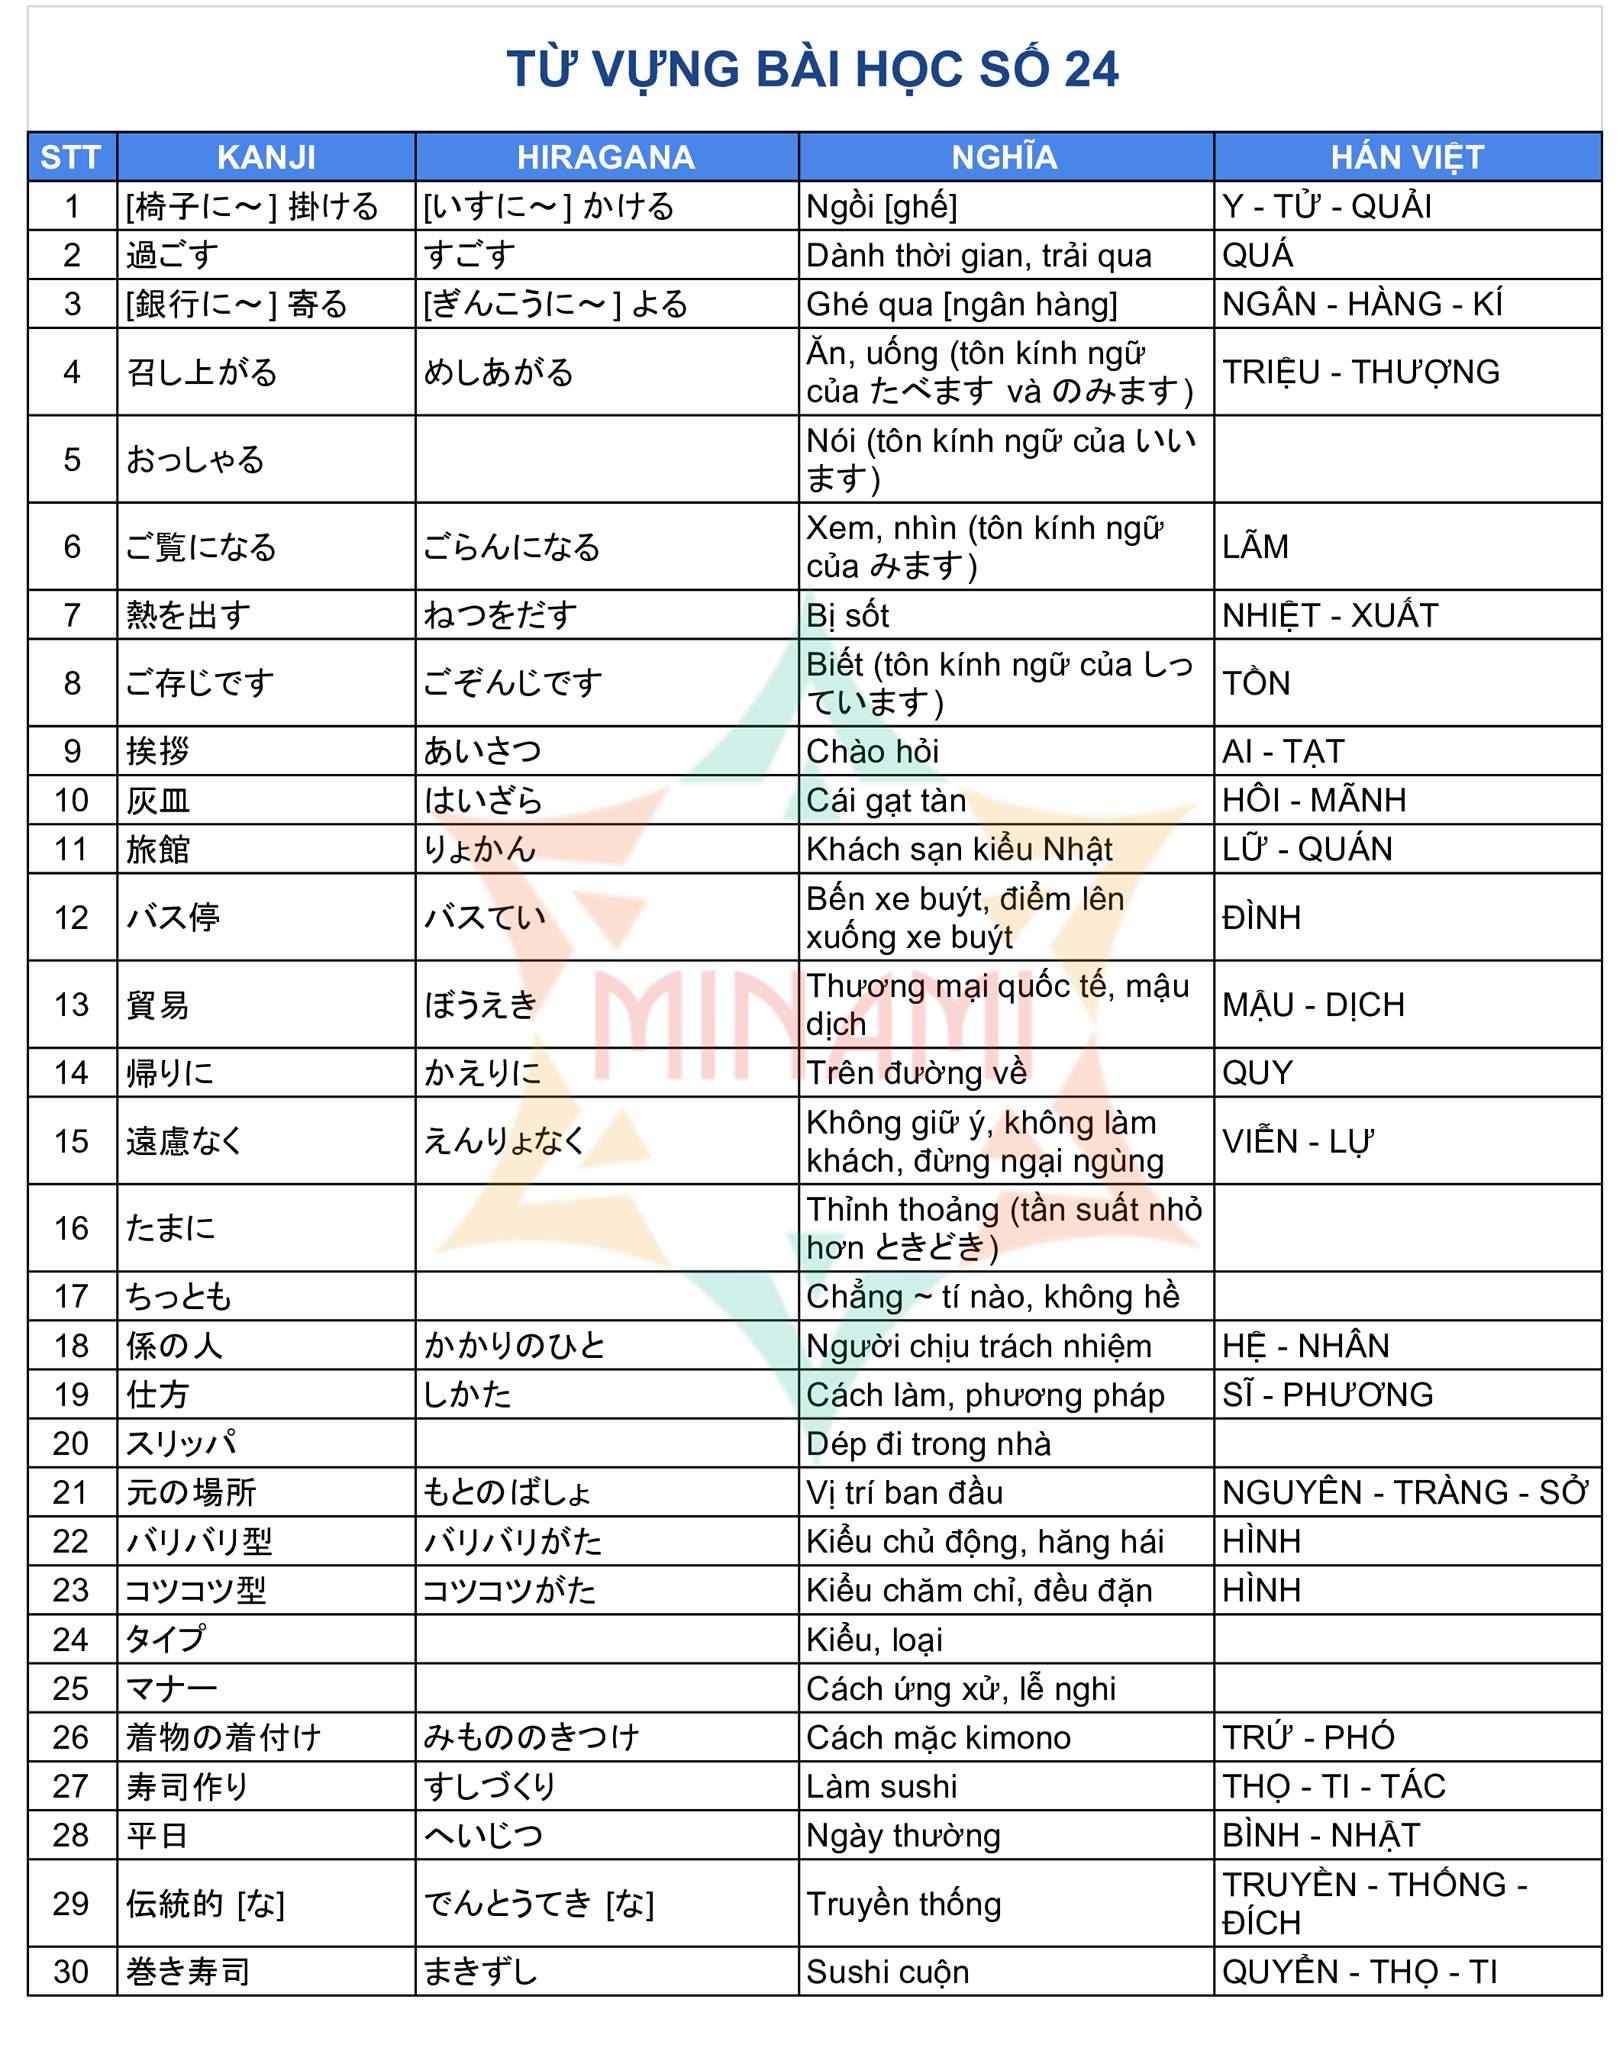 TỪ VỰNG BÀI HỌC SỐ 24
STT KANJI HIRAGANA NGHĨA HÁN VIỆT
1 [椅子に～] 掛ける [いすに～] かける Ngồi [ghế] Y - TỬ - QUẢI
2 過ごす すごす Dành thời gian, trải qua QUÁ
3 [銀行に～] 寄る [ぎんこうに～] よる Ghé qua [ngân hàng] NGÂN - HÀNG - KÍ
4 召し上がる めしあがる Ăn, uống (tôn kính ngữ
của たべます và のみます) TRIỆU - THƯỢNG
5 おっしゃる Nói (tôn kính ngữ của いい
ます)
6 ご覧になる ごらんになる Xem, nhìn (tôn kính ngữ
của みます) LÃM
7 熱を出す ねつをだす Bị sốt NHIỆT - XUẤT
8 ご存じです ごぞんじです Biết (tôn kính ngữ của しっ
ています) TỒN
9 挨拶 あいさつ Chào hỏi AI - TẠT
10 灰皿 はいざら Cái gạt tàn HÔI - MÃNH
11 旅館 りょかん Khách sạn kiểu Nhật LỮ - QUÁN
12 バス停 バスてい Bến xe buýt, điểm lên
xuống xe buýt ĐÌNH
13 貿易 ぼうえき Thương mại quốc tế, mậu
dịch MẬU - DỊCH
14 帰りに かえりに Trên đường về QUY
15 遠慮なく えんりょなく Không giữ ý, không làm
khách, đừng ngại ngùng VIỄN - LỰ
16 たまに Thỉnh thoảng (tần suất nhỏ
hơn ときどき)
17 ちっとも Chẳng ~ tí nào, không hề
18 係の人 かかりのひと Người chịu trách nhiệm HỆ - NHÂN
19 仕方 しかた Cách làm, phương pháp SĨ - PHƯƠNG
20 スリッパ Dép đi trong nhà
21 元の場所 もとのばしょ Vị trí ban đầu NGUYÊN - TRÀNG - SỞ
22 バリバリ型 バリバリがた Kiểu chủ động, hăng hái HÌNH
23 コツコツ型 コツコツがた Kiểu chăm chỉ, đều đặn HÌNH
24 タイプ Kiểu, loại
25 マナー Cách ứng xử, lễ nghi
26 着物の着付け みもののきつけ Cách mặc kimono TRỨ - PHÓ
27 寿司作り すしづくり Làm sushi THỌ - TI - TÁC
28 平日 へいじつ Ngày thường BÌNH - NHẬT
29 伝統的 [な] でんとうてき [な] Truyền thống TRUYỀN - THỐNG -
ĐÍCH
30 巻き寿司 まきずし Sushi cuộn QUYỂN - THỌ - TI
MINAMI